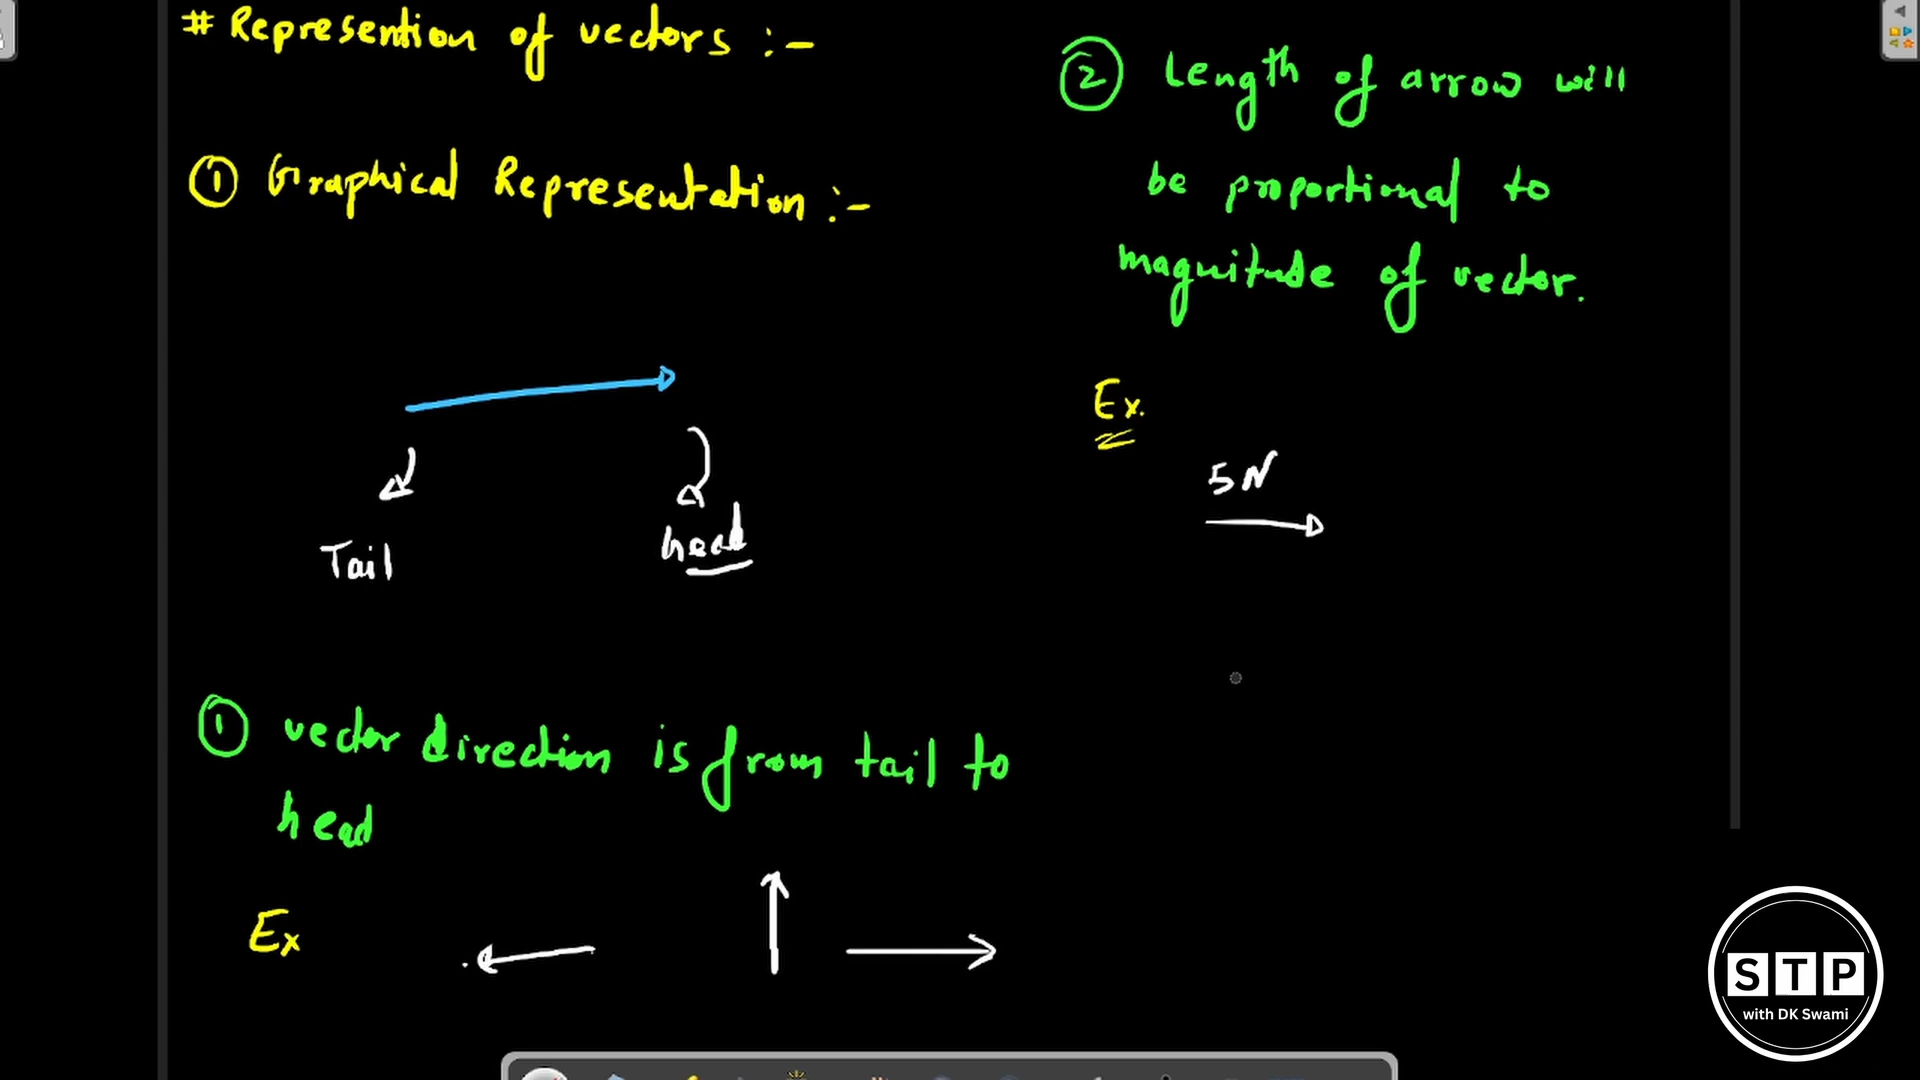 # Represention of vectors :-
① Graphical Representation :-
Tail
head
① vector direction is from tail to
head
Ex
② Length of arrow will
be proportional to
magnitude of vector.
Ex.
5N
STP
with DK Swami